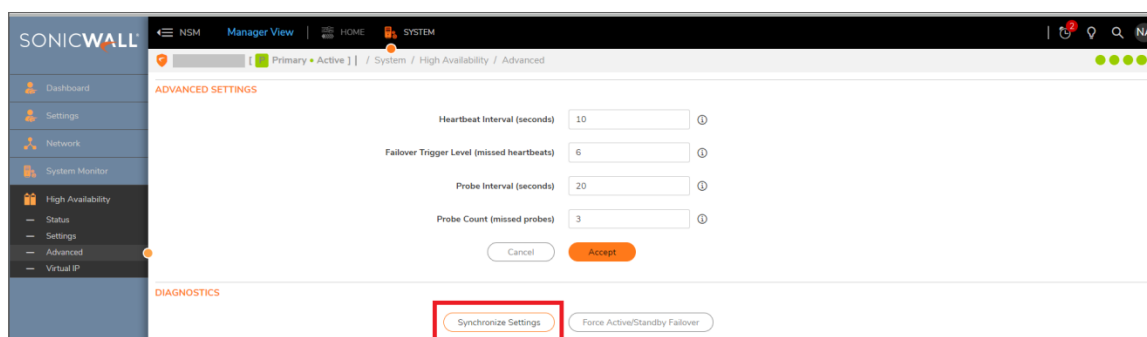 SONICWALL
NSM Manager View HOME SYSTEM 2 NA
[ P Primary • Active ] | / System / High Availability / Advanced
Dashboard
Settings
Network
System Monitor
High Availability
Status
Settings
Advanced
Virtual IP
ADVANCED SETTINGS
Heartbeat Interval (seconds) 10
Failover Trigger Level (missed heartbeats) 6
Probe Interval (seconds) 20
Probe Count (missed probes) 3
Cancel Accept
DIAGNOSTICS
Synchronize Settings Force Active/Standby Failover